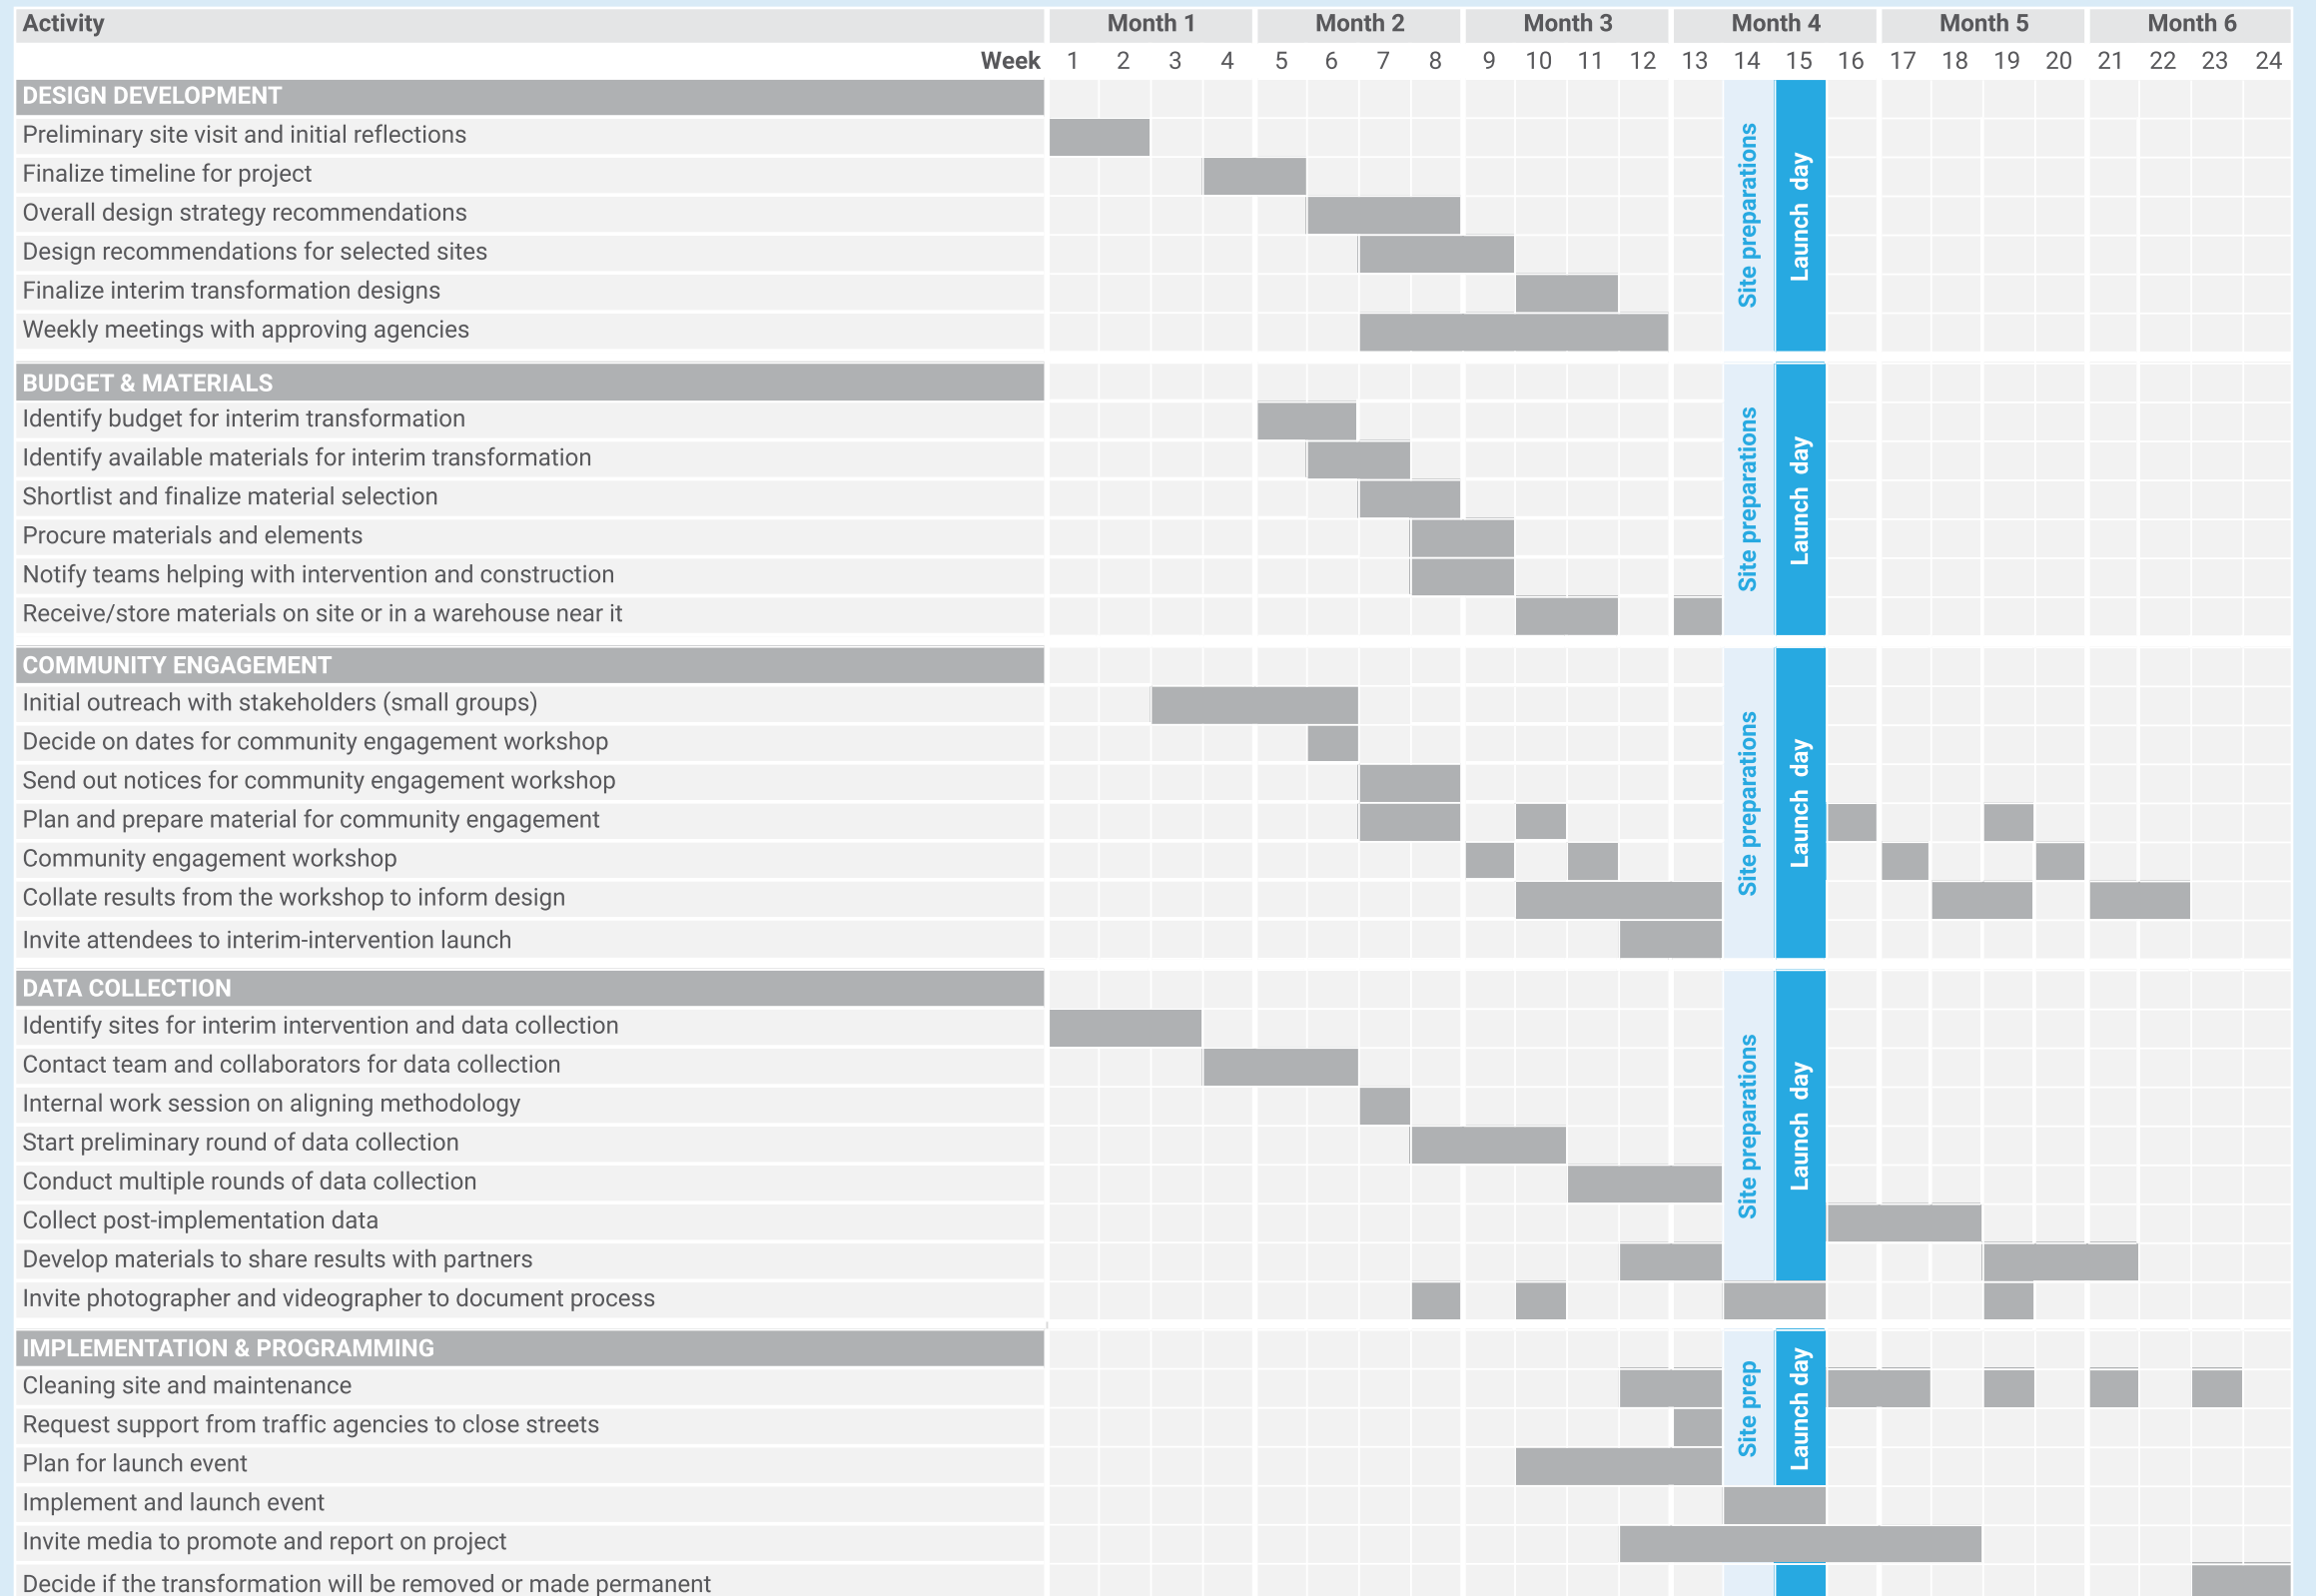 Activity Month 1 Month 2 Month 3 Month 4 Month 5 Month 6
Week 1 2 3 4 5 6 7 8 9 10 11 12 13 14 15 16 17 18 19 20 21 22 23 24
DESIGN DEVELOPMENT
Preliminary site visit and initial reflections
Finalize timeline for project
Overall design strategy recommendations
Design recommendations for selected sites
Finalize interim transformation designs
Weekly meetings with approving agencies
Site preparations
Launch day
BUDGET & MATERIALS
Identify budget for interim transformation
Identify available materials for interim transformation
Shortlist and finalize material selection
Procure materials and elements
Notify teams helping with intervention and construction
Receive/store materials on site or in a warehouse near it
Site preparations
Launch day
COMMUNITY ENGAGEMENT
Initial outreach with stakeholders (small groups)
Decide on dates for community engagement workshop
Send out notices for community engagement workshop
Plan and prepare material for community engagement
Community engagement workshop
Collate results from the workshop to inform design
Invite attendees to interim-intervention launch
Site preparations
Launch day
DATA COLLECTION
Identify sites for interim intervention and data collection
Contact team and collaborators for data collection
Internal work session on aligning methodology
Start preliminary round of data collection
Conduct multiple rounds of data collection
Collect post-implementation data
Develop materials to share results with partners
Invite photographer and videographer to document process
Site preparations
Launch day
IMPLEMENTATION & PROGRAMMING
Cleaning site and maintenance
Request support from traffic agencies to close streets
Plan for launch event
Implement and launch event
Invite media to promote and report on project
Decide if the transformation will be removed or made permanent
Site prep
Launch day